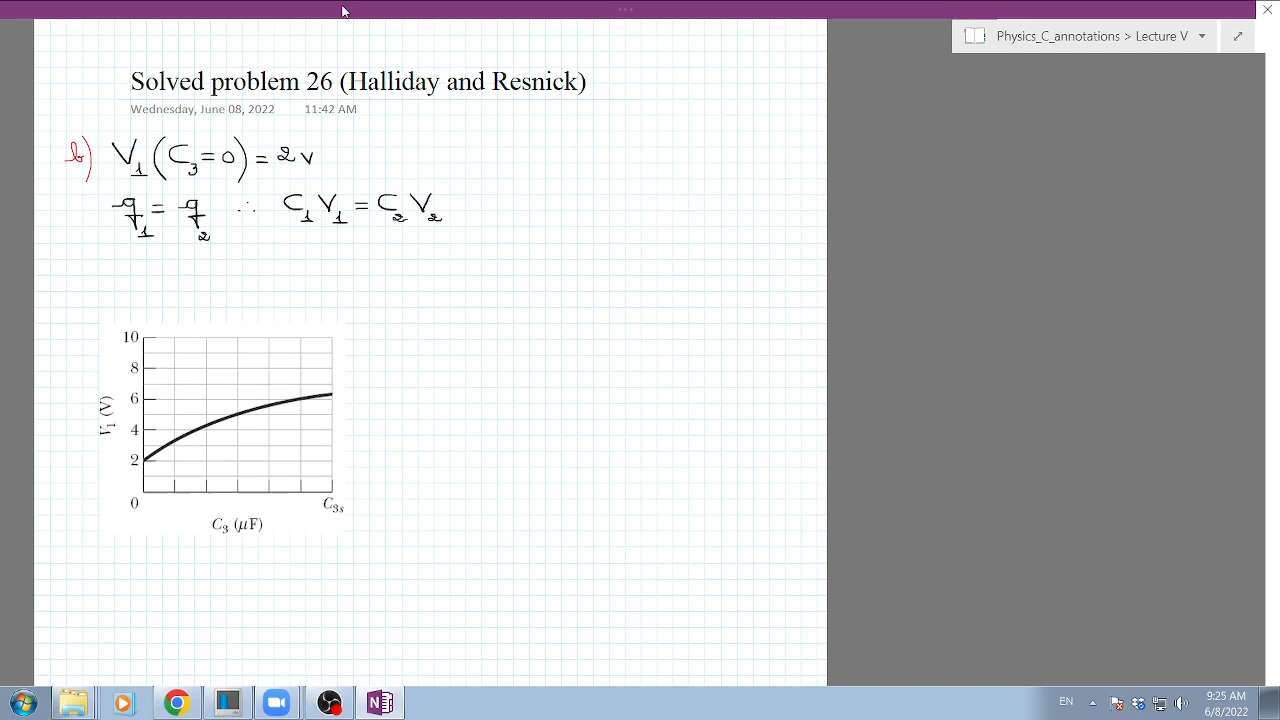 Physics_C_annotations > Lecture V
Solved problem 26 (Halliday and Resnick)
Wednesday, June 08, 2022 11:42 AM
b) V₁ (C₃ = 0) = 2v
q₁ = q₂ ∴ C₁ V₁ = C₂ V₂
10
8
6
4
2
0
V₁ (V)
C₃ₛ
C₃ (μF)
EN
9:25 AM
6/8/2022